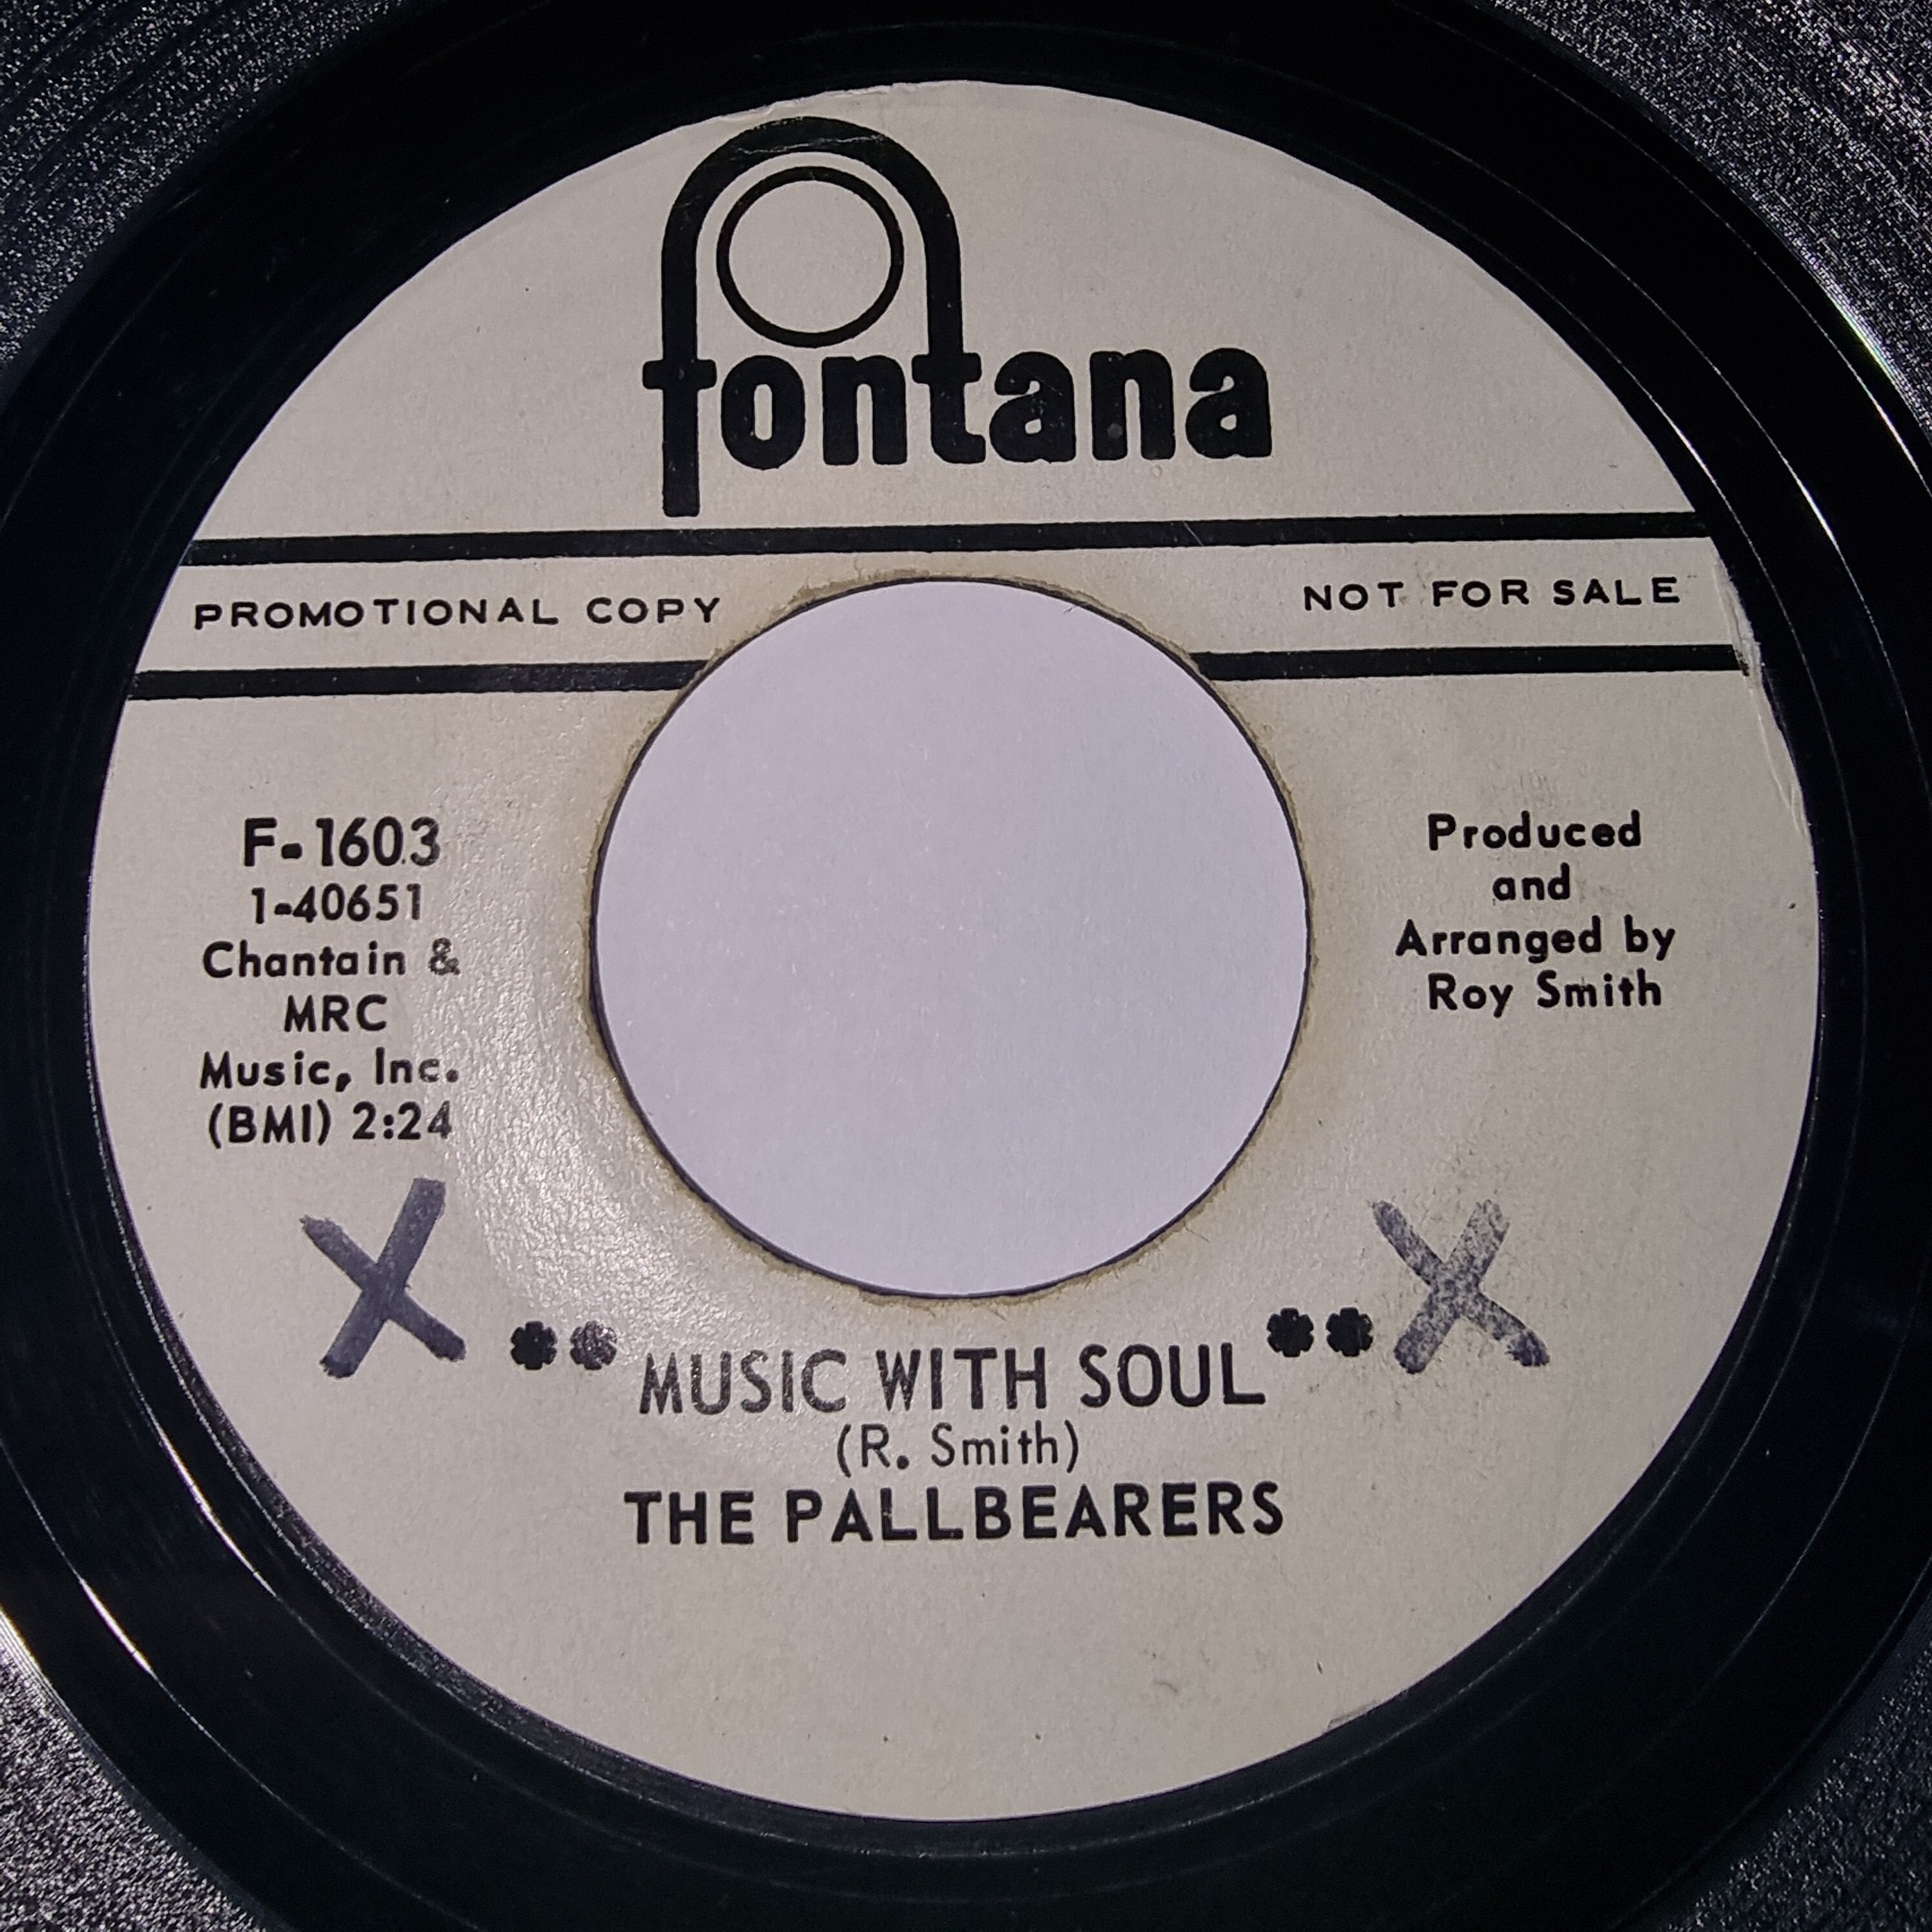 fontana
PROMOTIONAL COPY
NOT FOR SALE
F-1603
1-40651
Chantain &
MRC
Music, Inc.
(BMI) 2:24
Produced
and
Arranged by
Roy Smith
X
X
** MUSIC WITH SOUL **
(R. Smith)
THE PALLBEARERS